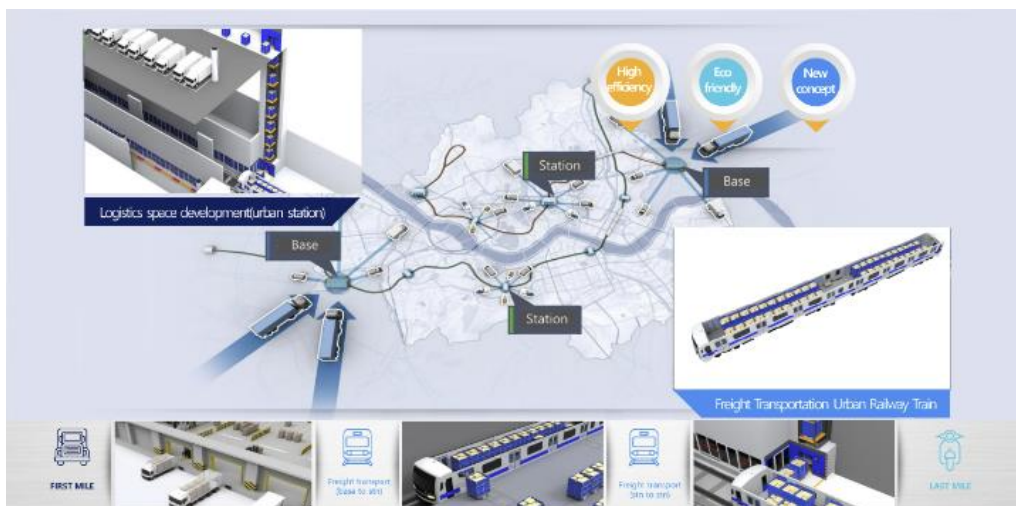 High
efficiency
Eco
friendly
New
concept
Station
Base
Logistics space development(urban station)
Base
Station
Freight Transportation Urban Railway Train
FIRST MILE
Freight transport
(base to stn)
Freight transport
(stn to stn)
LAST MILE